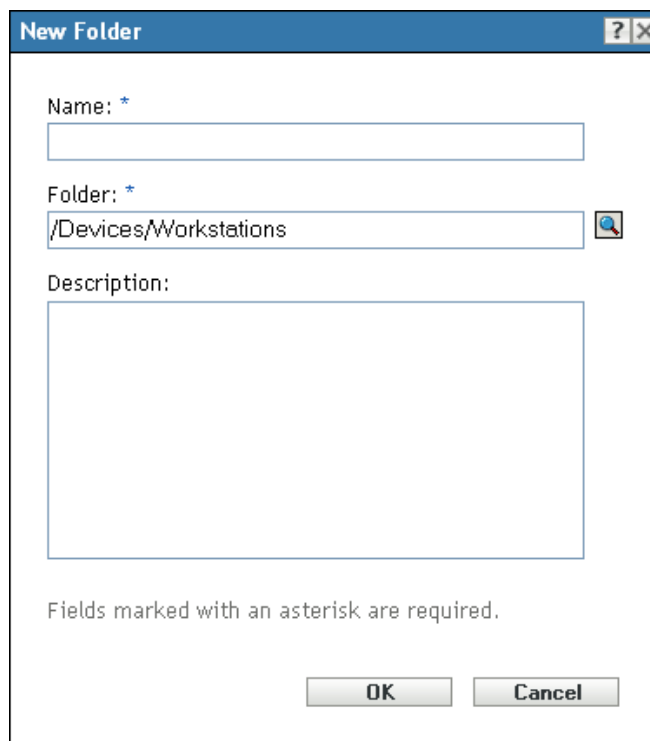 New Folder ?
Name: *
Folder: *
/Devices/Workstations
Description:
Fields marked with an asterisk are required.
OK Cancel